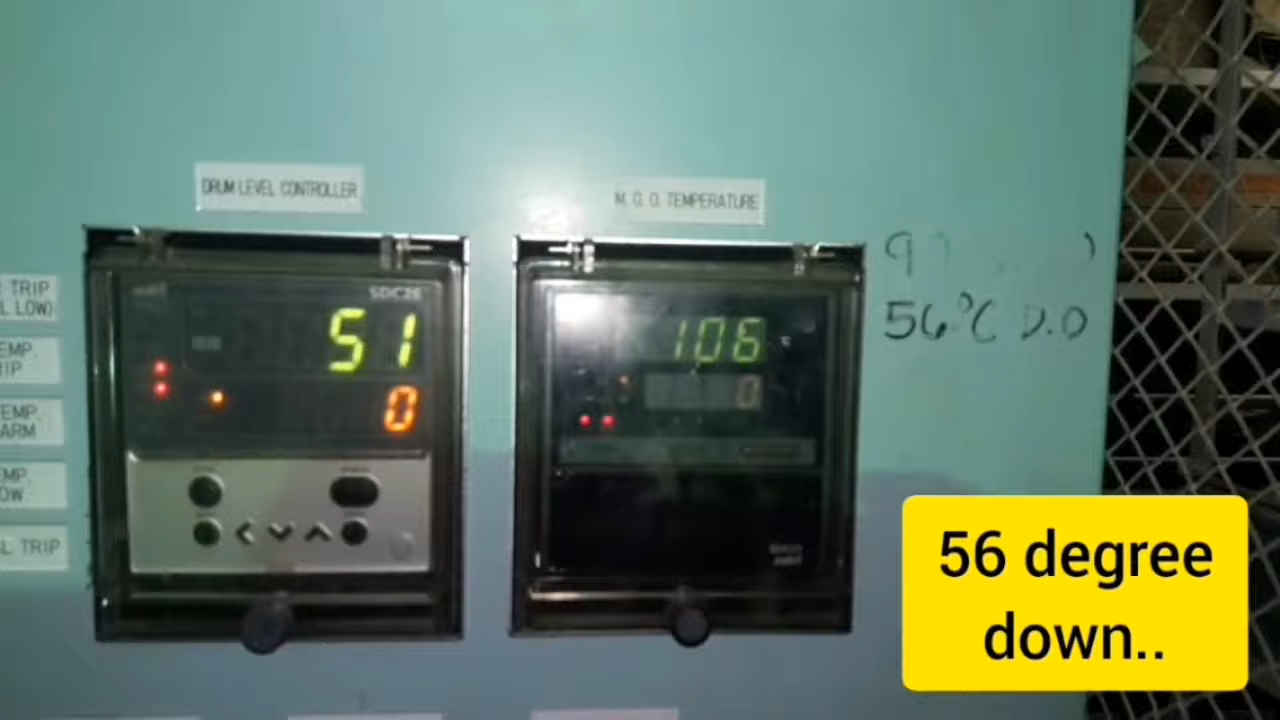 DRUM LEVEL CONTROLLER
M. G. O. TEMPERATURE
TRIP
L LOW)
EMP.
RIP
TEMP.
ARM
EMP.
OW
L TRIP
SDC26
51
0
106
0
56°C D.O
56 degree
down..